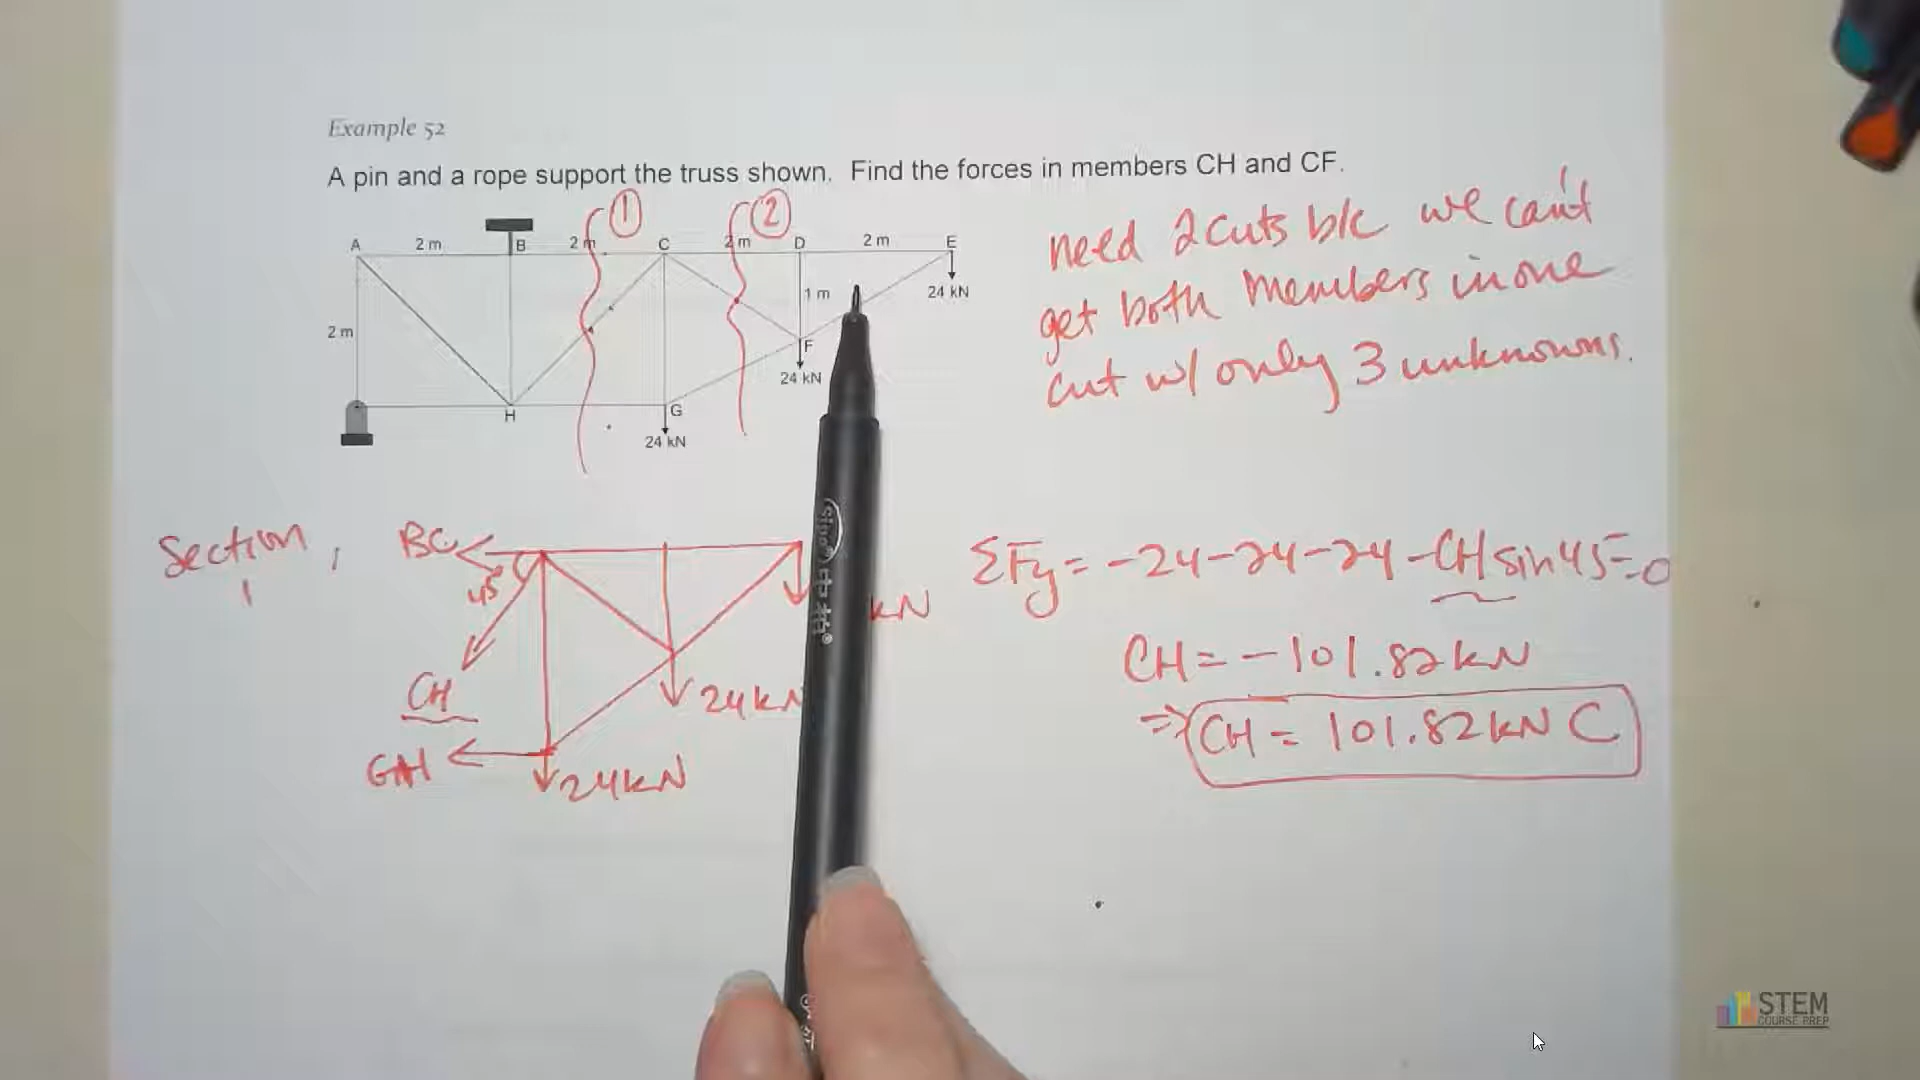 Example 52
A pin and a rope support the truss shown. Find the forces in members CH and CF.
1
2
A
2 m
B
2 m
C
2 m
D
2 m
E
1 m
24 kN
2 m
F
24 kN
H
G
24 kN
need 2 cuts b/c we can't
get both members in one
cut w/ only 3 unknowns.
Section
1
BC
45
CH
GH
24kN
24kN
kN
ΣFy = -24-24-24-CH sin45=0
CH = -101.82kN
⇒ CH = 101.82kN C
STEM
COURSE PREP